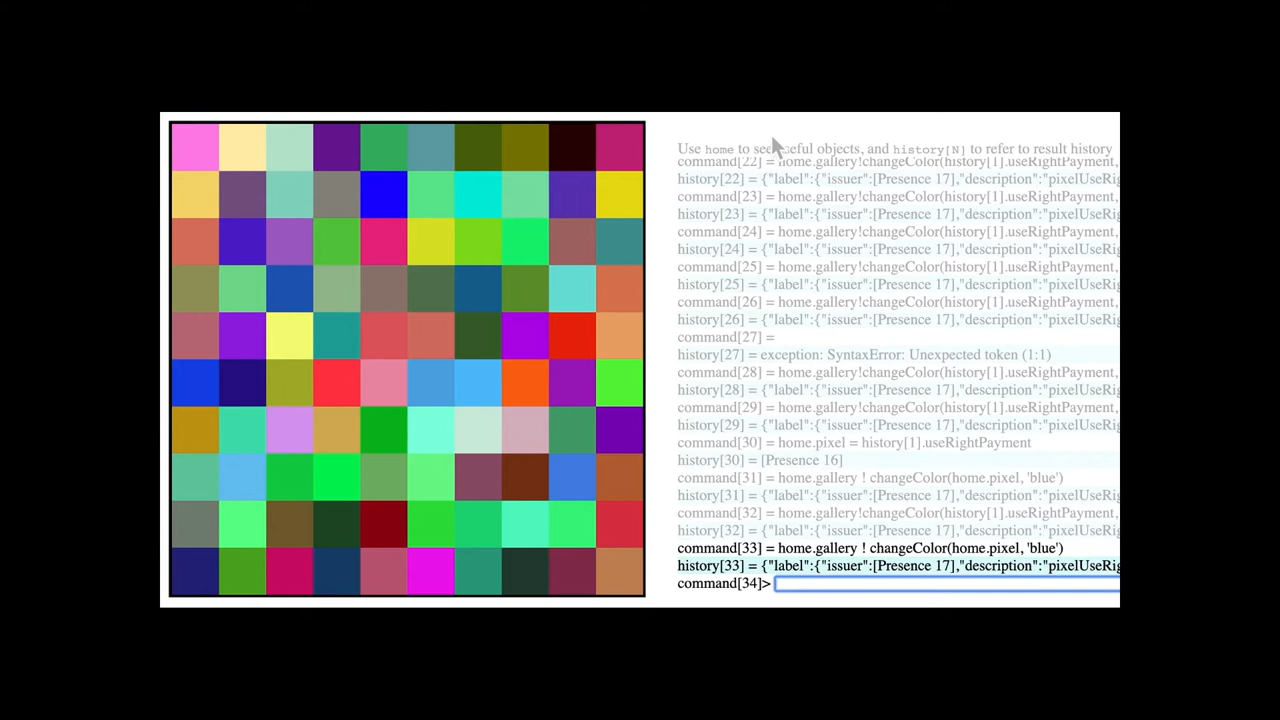 Use home to see useful objects, and history[N] to refer to result history
command[22] = home.gallery!changeColor(history[1].useRightPayment,
history[22] = {"label":{"issuer":[Presence 17],"description":"pixelUseRig
command[23] = home.gallery!changeColor(history[1].useRightPayment,
history[23] = {"label":{"issuer":[Presence 17],"description":"pixelUseRig
command[24] = home.gallery!changeColor(history[1].useRightPayment,
history[24] = {"label":{"issuer":[Presence 17],"description":"pixelUseRig
command[25] = home.gallery!changeColor(history[1].useRightPayment,
history[25] = {"label":{"issuer":[Presence 17],"description":"pixelUseRig
command[26] = home.gallery!changeColor(history[1].useRightPayment,
history[26] = {"label":{"issuer":[Presence 17],"description":"pixelUseRig
command[27] =
history[27] = exception: SyntaxError: Unexpected token (1:1)
command[28] = home.gallery!changeColor(history[1].useRightPayment,
history[28] = {"label":{"issuer":[Presence 17],"description":"pixelUseRig
command[29] = home.gallery!changeColor(history[1].useRightPayment,
history[29] = {"label":{"issuer":[Presence 17],"description":"pixelUseRig
command[30] = home.pixel = history[1].useRightPayment
history[30] = [Presence 16]
command[31] = home.gallery ! changeColor(home.pixel, 'blue')
history[31] = {"label":{"issuer":[Presence 17],"description":"pixelUseRig
command[32] = home.gallery!changeColor(history[1].useRightPayment,
history[32] = {"label":{"issuer":[Presence 17],"description":"pixelUseRig
command[33] = home.gallery ! changeColor(home.pixel, 'blue')
history[33] = {"label":{"issuer":[Presence 17],"description":"pixelUseRig
command[34]>